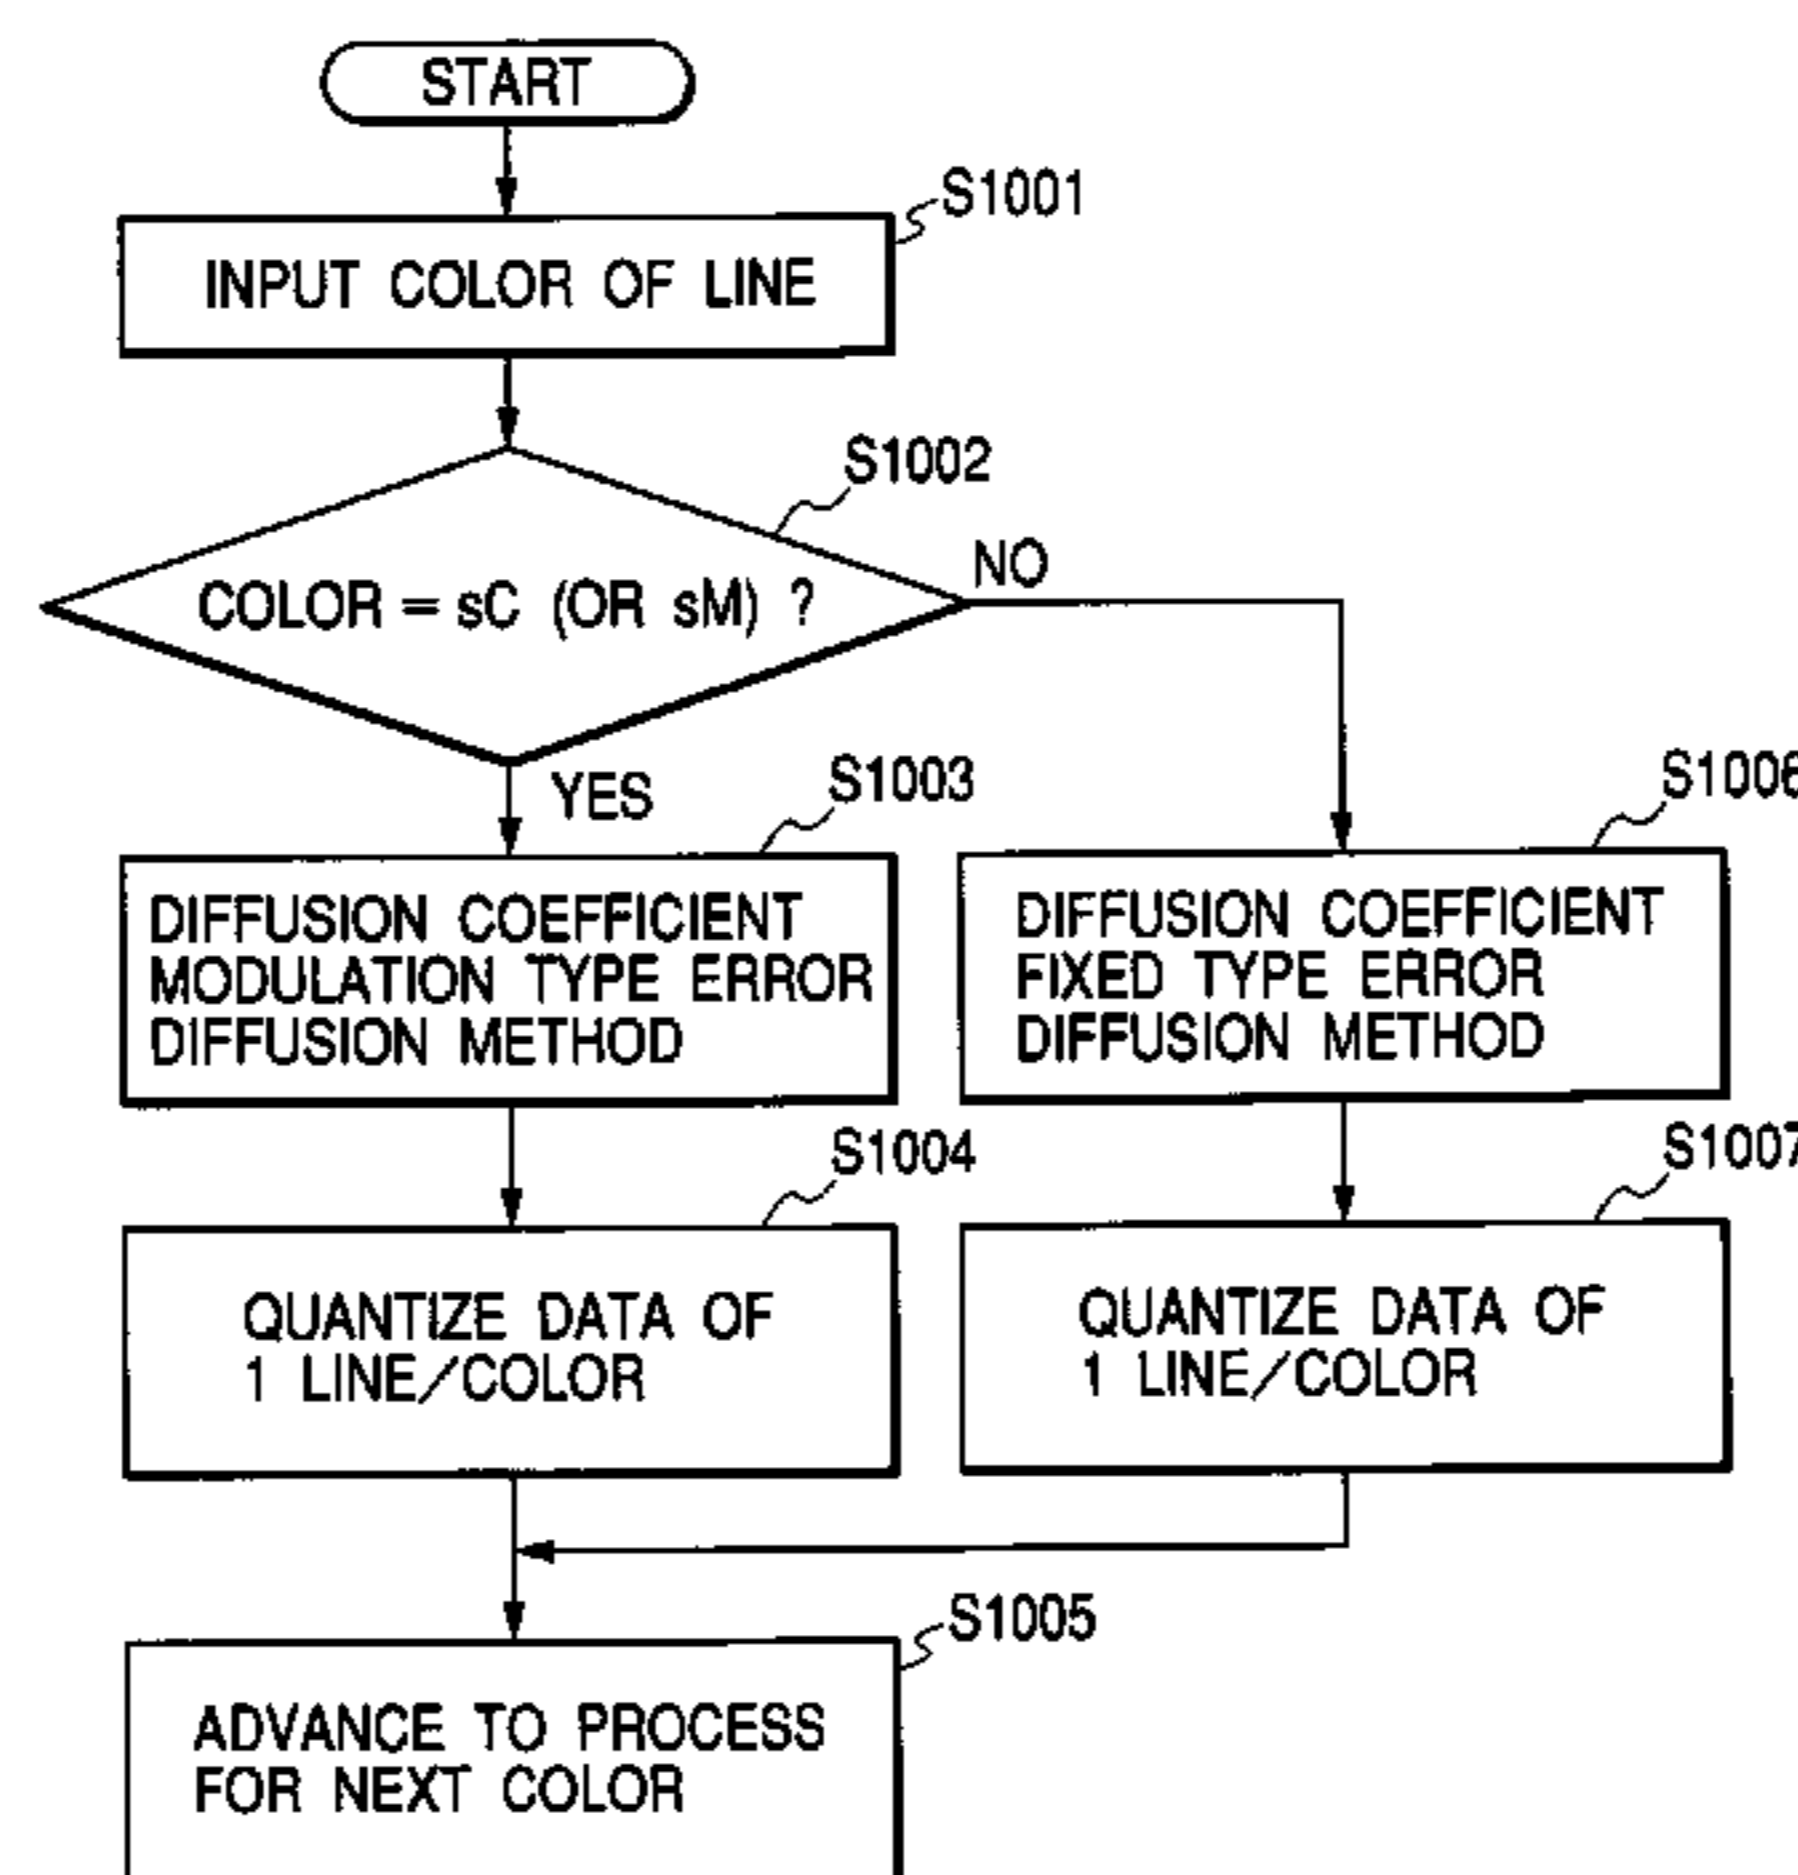 START
S1001
INPUT COLOR OF LINE
S1002
COLOR = sC (OR sM) ?
NO
YES
S1003
DIFFUSION COEFFICIENT
MODULATION TYPE ERROR
DIFFUSION METHOD
S1006
DIFFUSION COEFFICIENT
FIXED TYPE ERROR
DIFFUSION METHOD
S1004
QUANTIZE DATA OF
1 LINE/COLOR
S1007
QUANTIZE DATA OF
1 LINE/COLOR
S1005
ADVANCE TO PROCESS
FOR NEXT COLOR